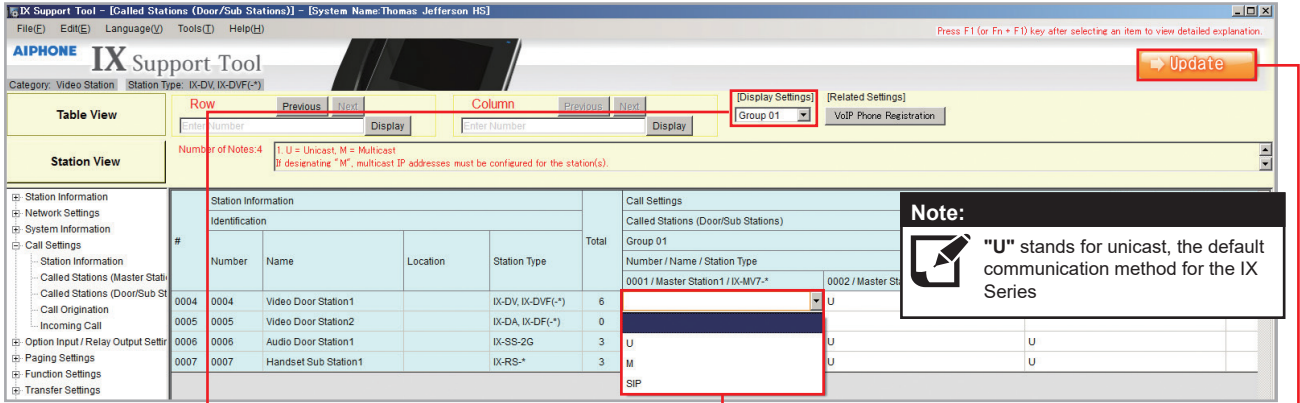 IX Support Tool - [Called Stations (Door/Sub Stations)] - [System Name:Thomas Jefferson HS]
File(F) Edit(E) Language(V) Tools(T) Help(H)
Press F1 (or Fn + F1) key after selecting an item to view detailed explanation.
AIPHONE IX Support Tool
Update
Category: Video Station Station Type: IX-DV, IX-DVF(-*)
Table View
Row Previous Next
Enter Number Display
Column Previous Next
Enter Number Display
[Display Settings]
Group 01
[Related Settings]
VoIP Phone Registration
Station View
Number of Notes:4
1. U = Unicast, M = Multicast
If designating "M", multicast IP addresses must be configured for the station(s).
Station Information
Network Settings
System Information
Call Settings
Station Information
Called Stations (Master Stati
Called Stations (Door/Sub St
Call Origination
Incoming Call
Option Input / Relay Output Settin
Paging Settings
Function Settings
Transfer Settings
Station Information Call Settings
Identification Called Stations (Door/Sub Stations)
# Total Group 01
Number Name Location Station Type Number / Name / Station Type
0001 / Master Station1 / IX-MV7-* 0002 / Master Sta
0004 0004 Video Door Station1 IX-DV, IX-DVF(-*) 6 U
0005 0005 Video Door Station2 IX-DA, IX-DF(-*) 0
0006 0006 Audio Door Station1 IX-SS-2G 3 U U
0007 0007 Handset Sub Station1 IX-RS-* 3 U U
U
M
SIP
Note:
"U" stands for unicast, the default
communication method for the IX
Series